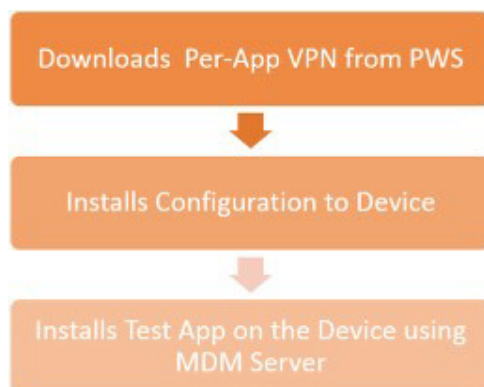 Downloads Per-App VPN from PWS
Installs Configuration to Device
Installs Test App on the Device using
MDM Server